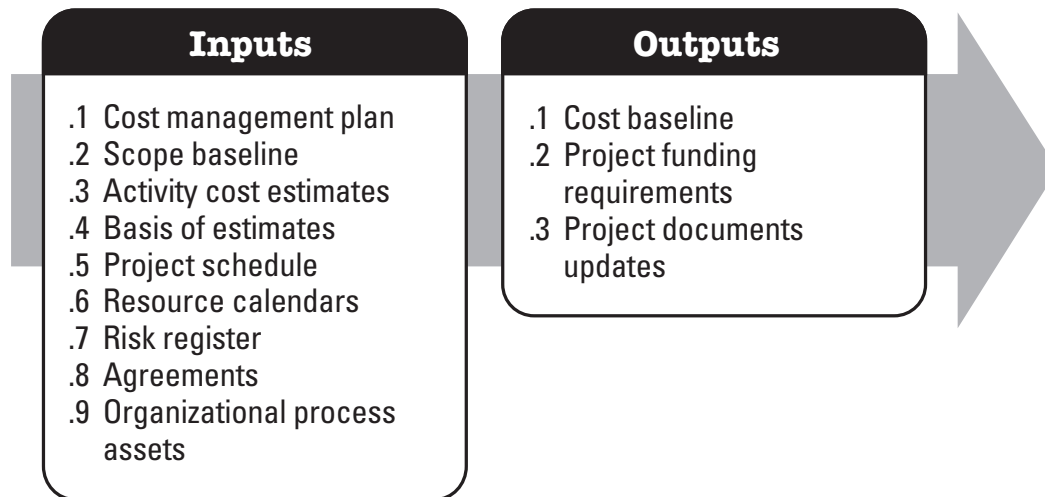 Inputs
.1 Cost management plan
.2 Scope baseline
.3 Activity cost estimates
.4 Basis of estimates
.5 Project schedule
.6 Resource calendars
.7 Risk register
.8 Agreements
.9 Organizational process
assets
Outputs
.1 Cost baseline
.2 Project funding
requirements
.3 Project documents
updates